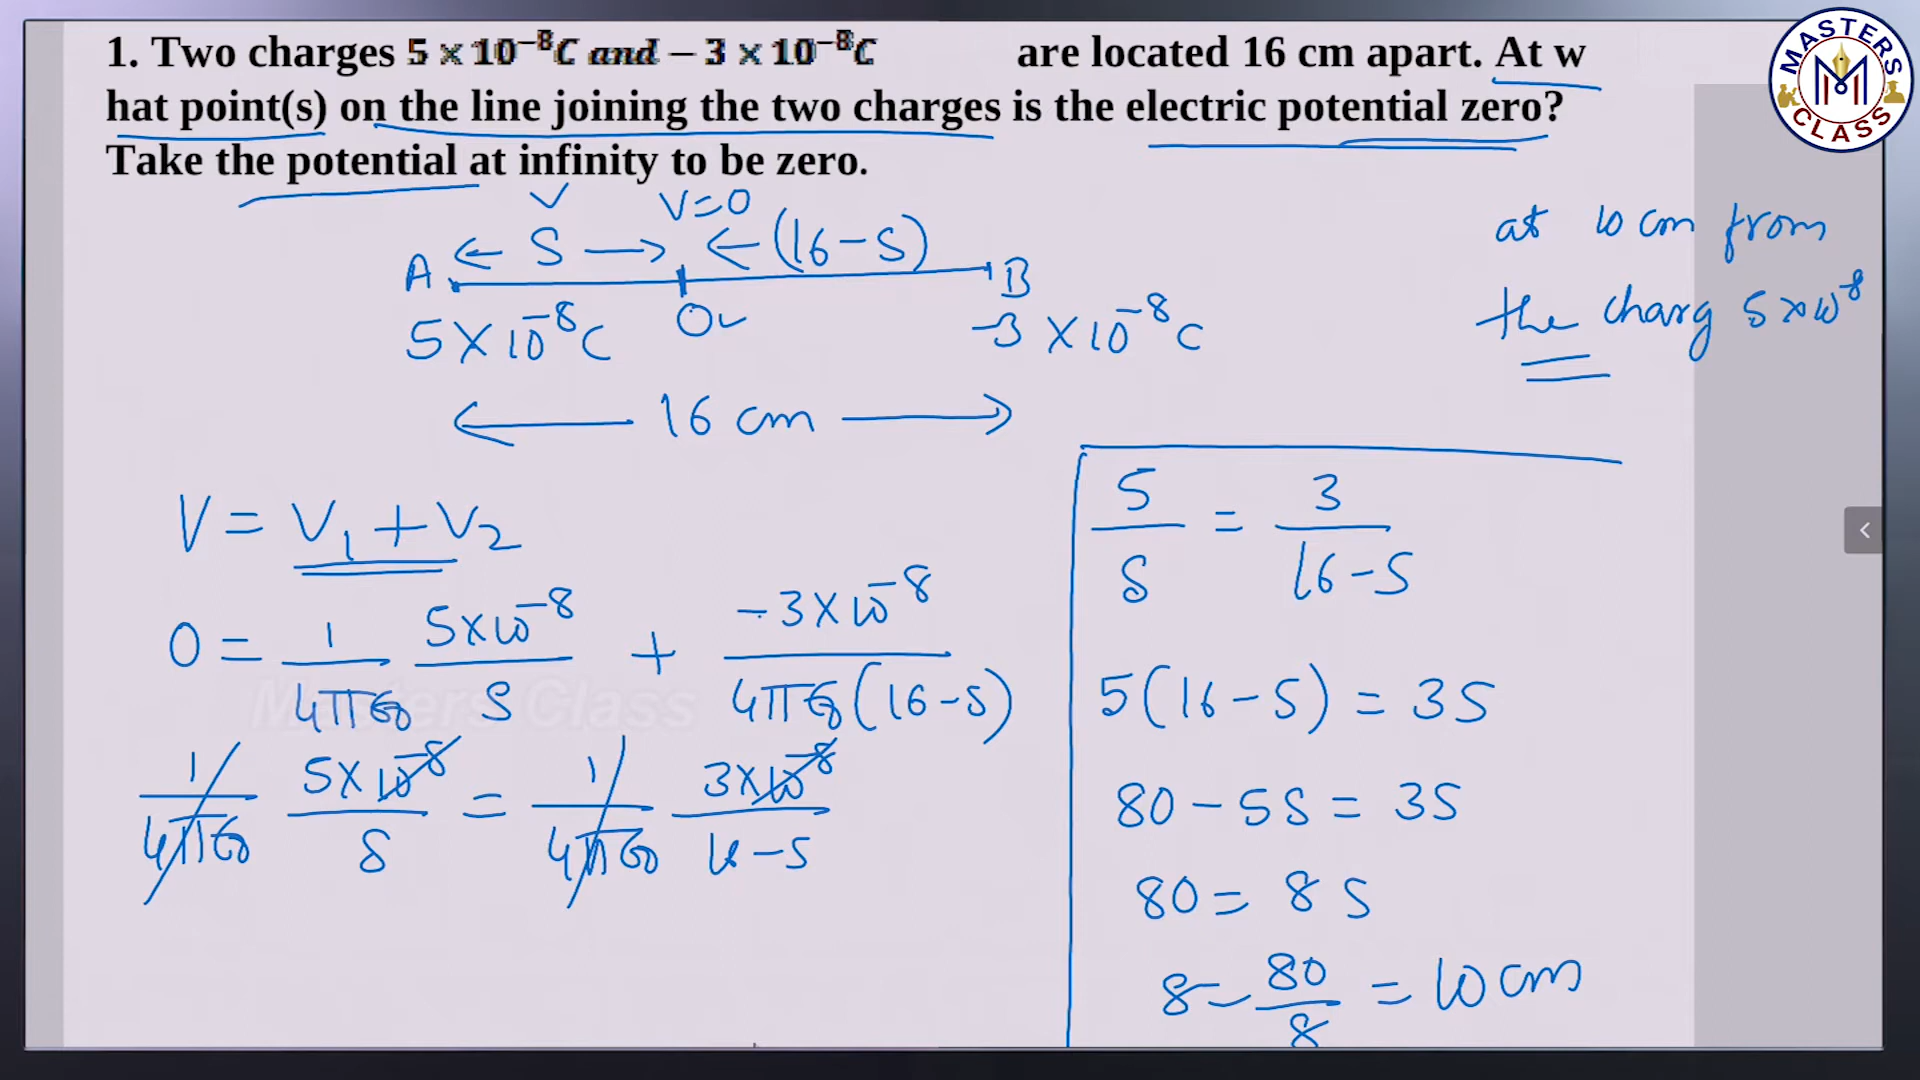 1. Two charges 5 × 10⁻⁸C and − 3 × 10⁻⁸C are located 16 cm apart. At w
hat point(s) on the line joining the two charges is the electric potential zero?
Take the potential at infinity to be zero.
MASTERS CLASS
V=0
← S → ← (16-S)
A B
5×10⁻⁸C O -3×10⁻⁸C
← 16 cm →
at 10 cm from
the charg 5×10⁻⁸
V = V₁ + V₂
0 = 1/4πϵ₀ 5×10⁻⁸/S + -3×10⁻⁸/4πϵ₀(16-S)
1/4πϵ₀ 5×10⁻⁸/S = 1/4πϵ₀ 3×10⁻⁸/16-S
Masters Class
5/S = 3/16-S
5(16-S) = 3S
80-5S = 3S
80 = 8S
S = 80/8 = 10 cm